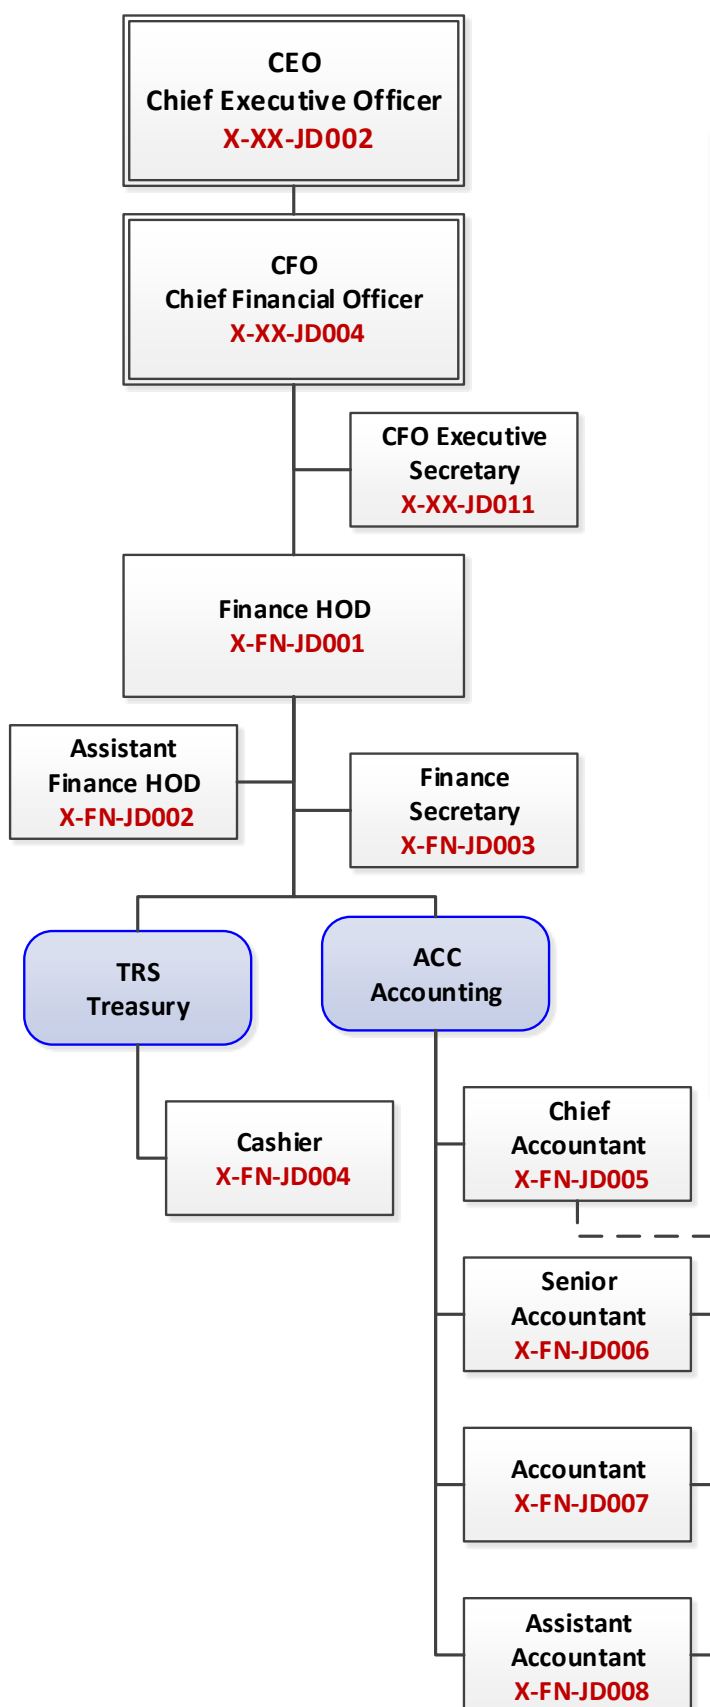 CEO
Chief Executive Officer
X-XX-JD002
CFO
Chief Financial Officer
X-XX-JD004
CFO Executive
Secretary
X-XX-JD011
Finance HOD
X-FN-JD001
Assistant
Finance HOD
X-FN-JD002
Finance
Secretary
X-FN-JD003
TRS
Treasury
ACC
Accounting
Cashier
X-FN-JD004
Chief
Accountant
X-FN-JD005
Senior
Accountant
X-FN-JD006
Accountant
X-FN-JD007
Assistant
Accountant
X-FN-JD008